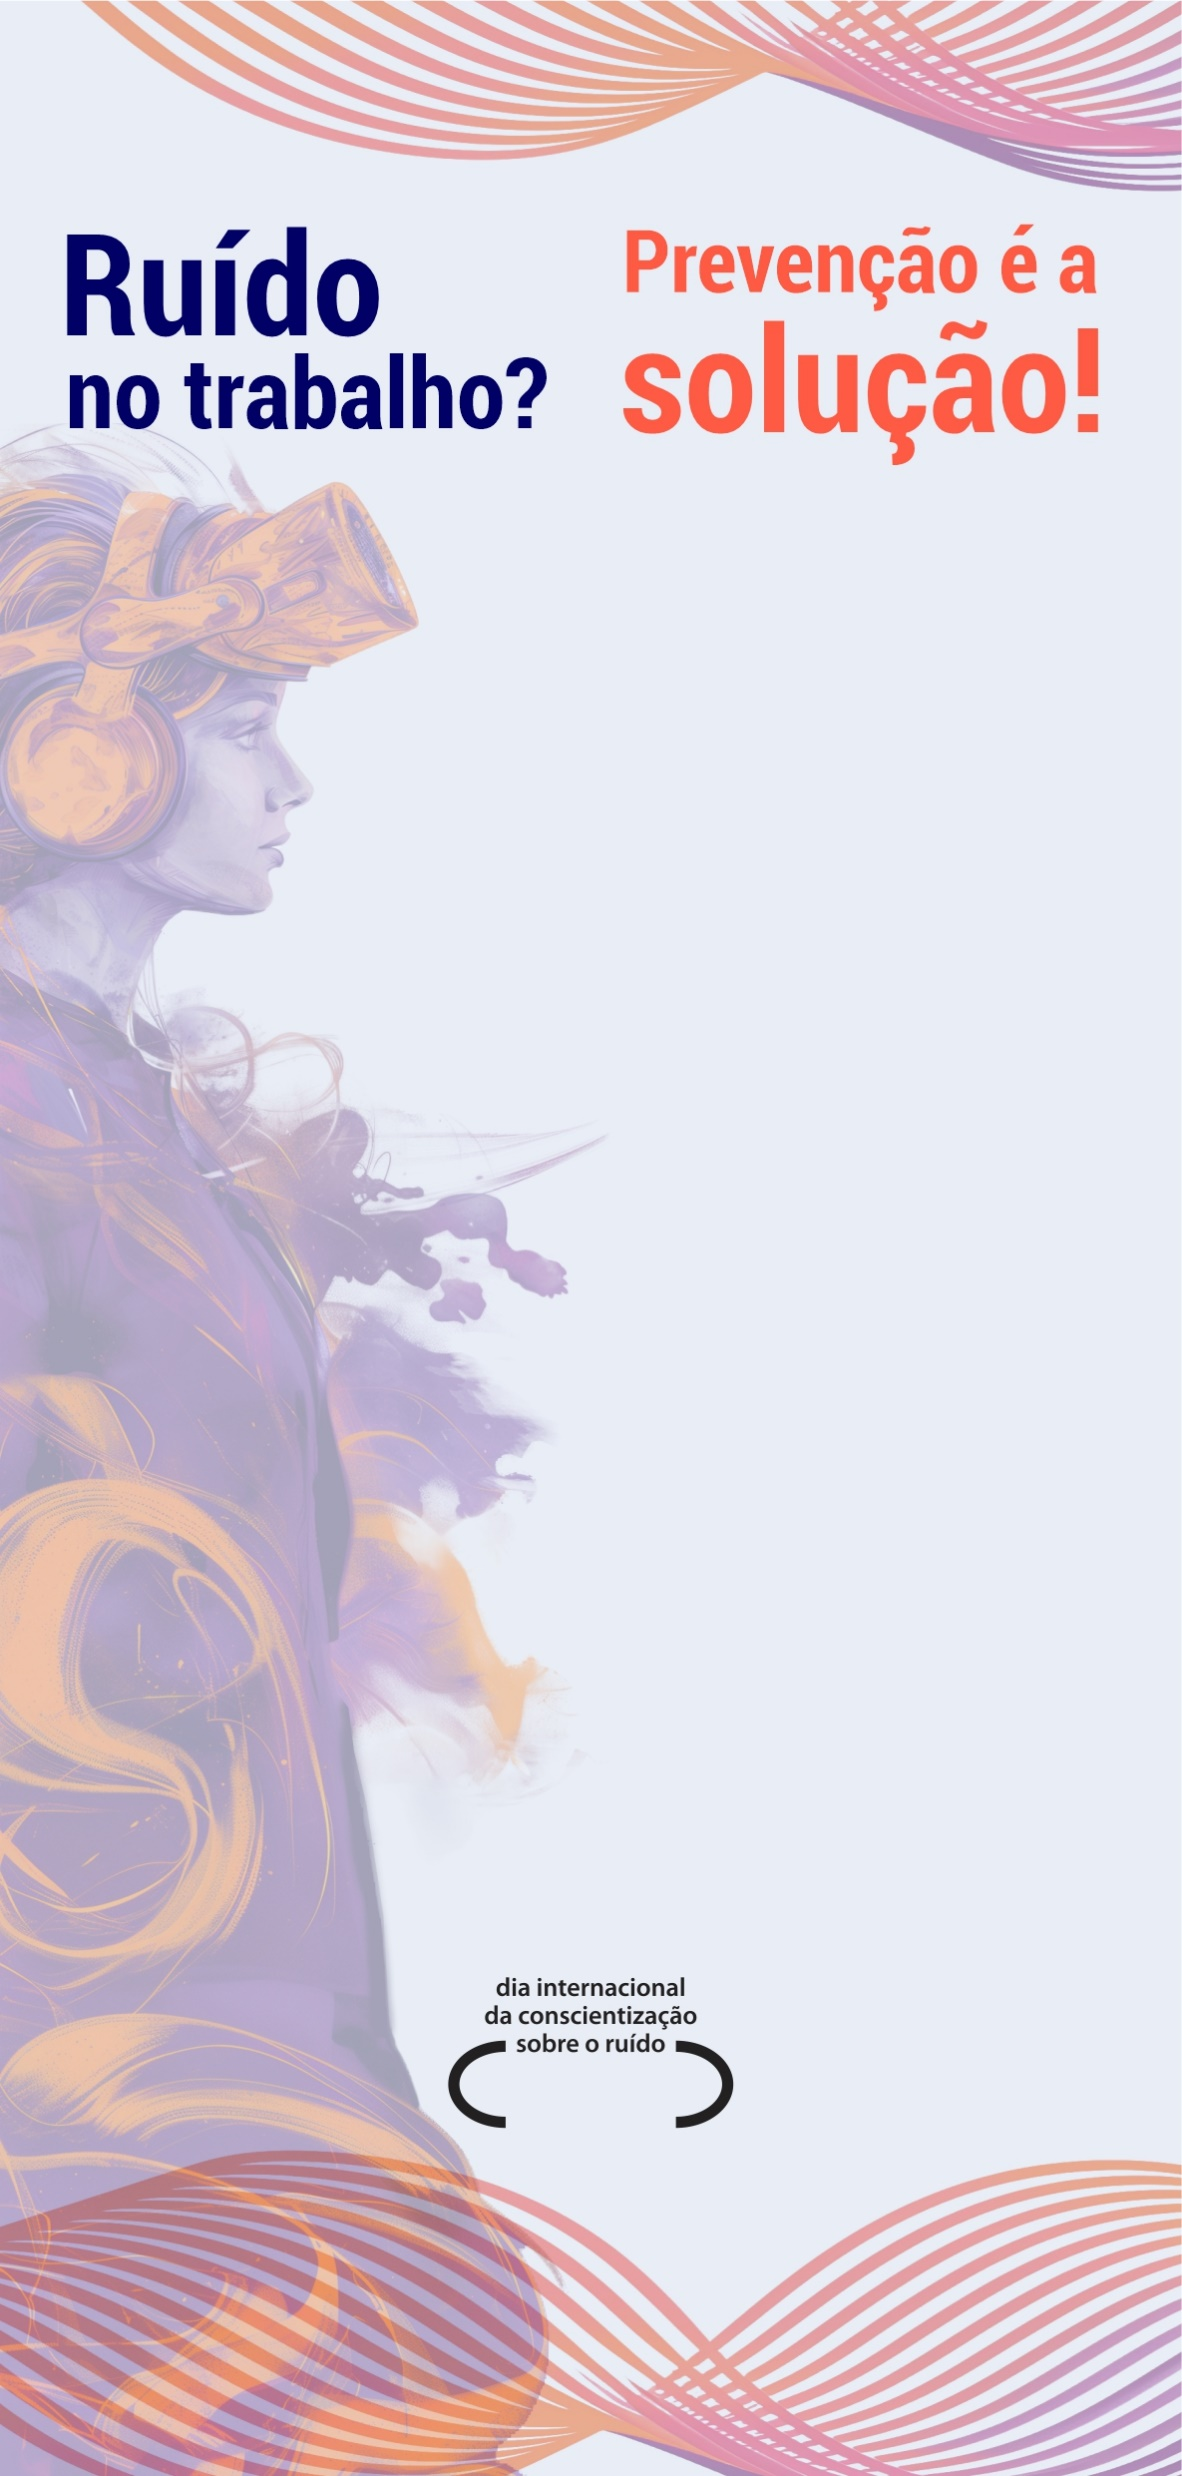 Ruído
no trabalho?
Prevenção é a
solução!
dia internacional
da conscientização
sobre o ruído